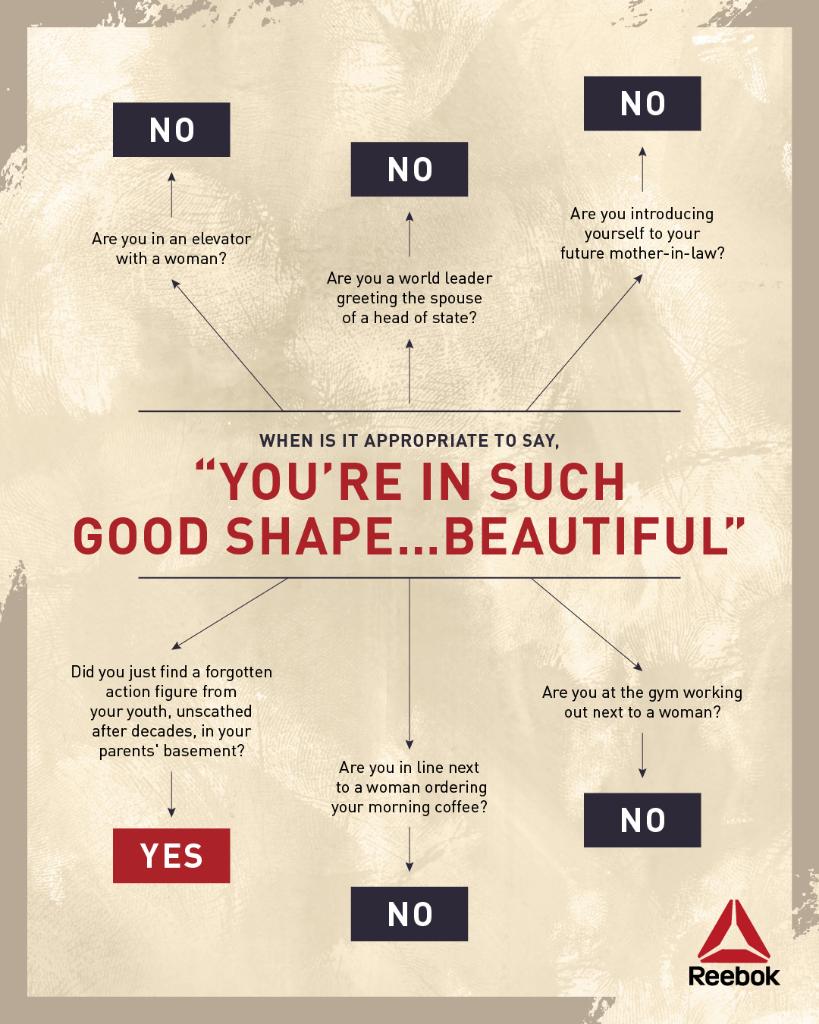 NO
Are you in an elevator
with a woman?
NO
Are you a world leader
greeting the spouse
of a head of state?
NO
Are you introducing
yourself to your
future mother-in-law?
WHEN IS IT APPROPRIATE TO SAY,
“YOU’RE IN SUCH
GOOD SHAPE...BEAUTIFUL”
Did you just find a forgotten
action figure from
your youth, unscathed
after decades, in your
parents' basement?
YES
Are you in line next
to a woman ordering
your morning coffee?
NO
Are you at the gym working
out next to a woman?
NO
Reebok